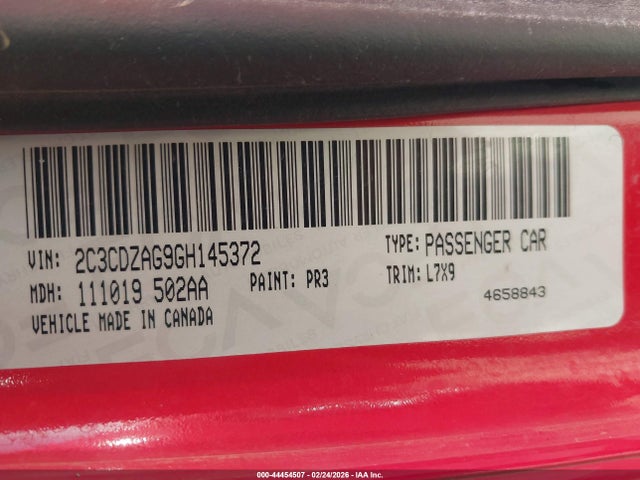 VIN: 2C3CDZAG9GH145372 TYPE: PASSENGER CAR
MDH: 111019 502AA PAINT: PR3 TRIM: L7X9
VEHICLE MADE IN CANADA 4658843
000-44454507 - 02/24/2026 - IAA Inc.